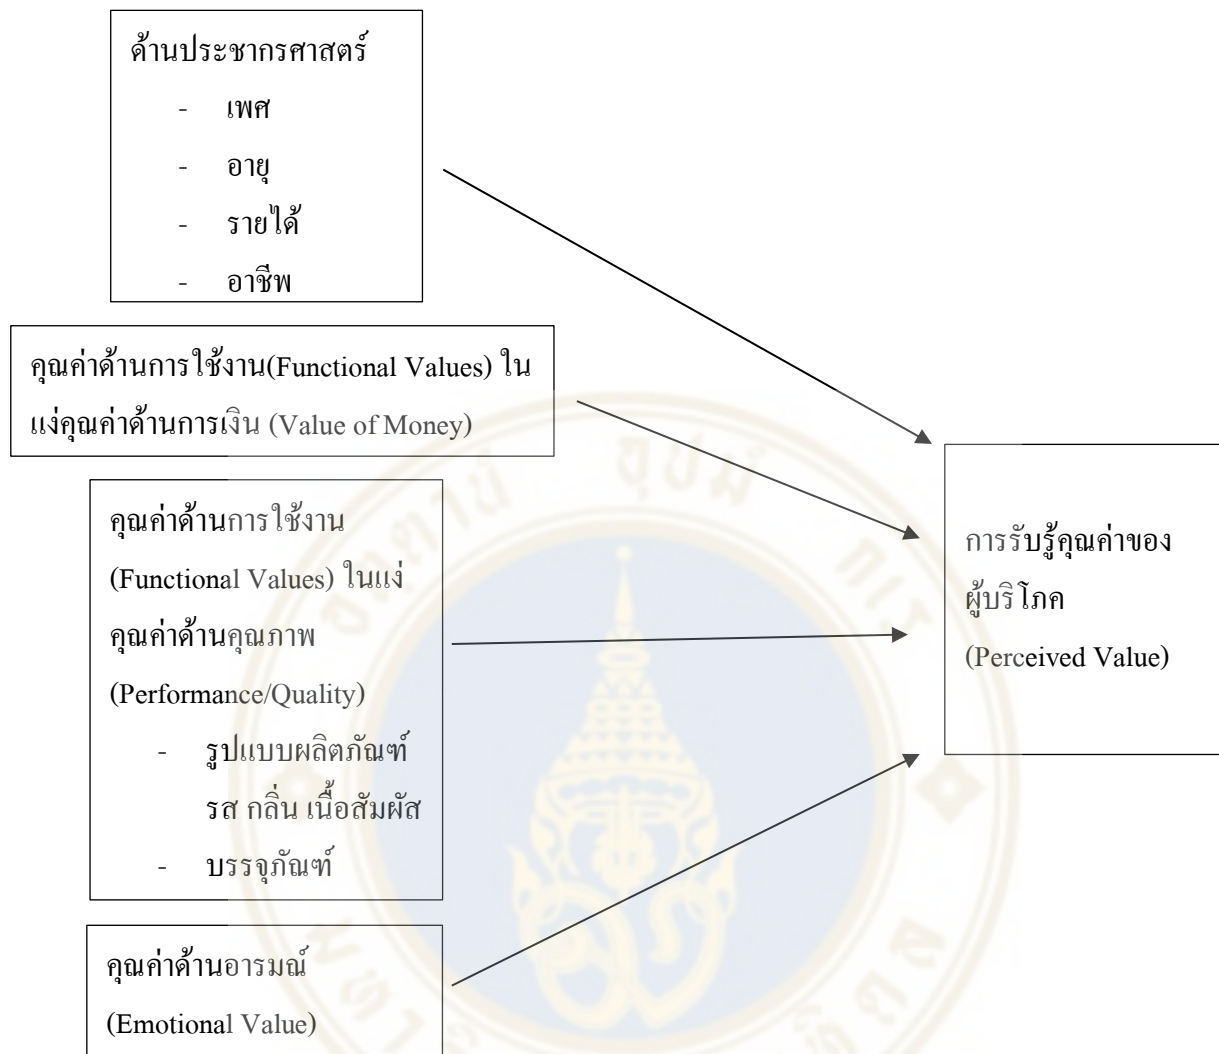 ด้านประชากรศาสตร์
- เพศ
- อายุ
- รายได้
- อาชีพ
คุณค่าด้านการใช้งาน(Functional Values) ใน
แง่คุณค่าด้านการเงิน (Value of Money)
คุณค่าด้านการใช้งาน
(Functional Values) ในแง่
คุณค่าด้านคุณภาพ
(Performance/Quality)
- รูปแบบผลิตภัณฑ์
รส กลิ่น เนื้อสัมผัส
- บรรจุภัณฑ์
คุณค่าด้านอารมณ์
(Emotional Value)
การรับรู้คุณค่าของ
ผู้บริโภค
(Perceived Value)